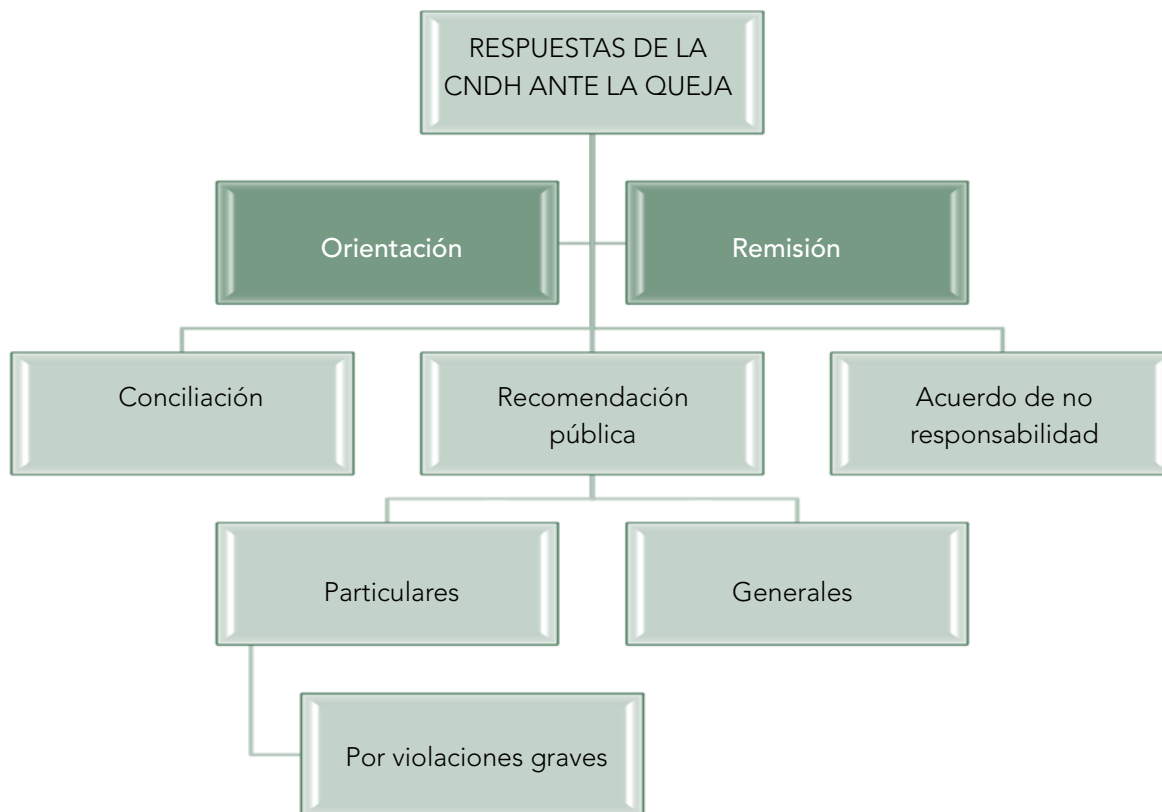 RESPUESTAS DE LA
CNDH ANTE LA QUEJA
Orientación
Remisión
Conciliación
Recomendación
pública
Acuerdo de no
responsabilidad
Particulares
Generales
Por violaciones graves